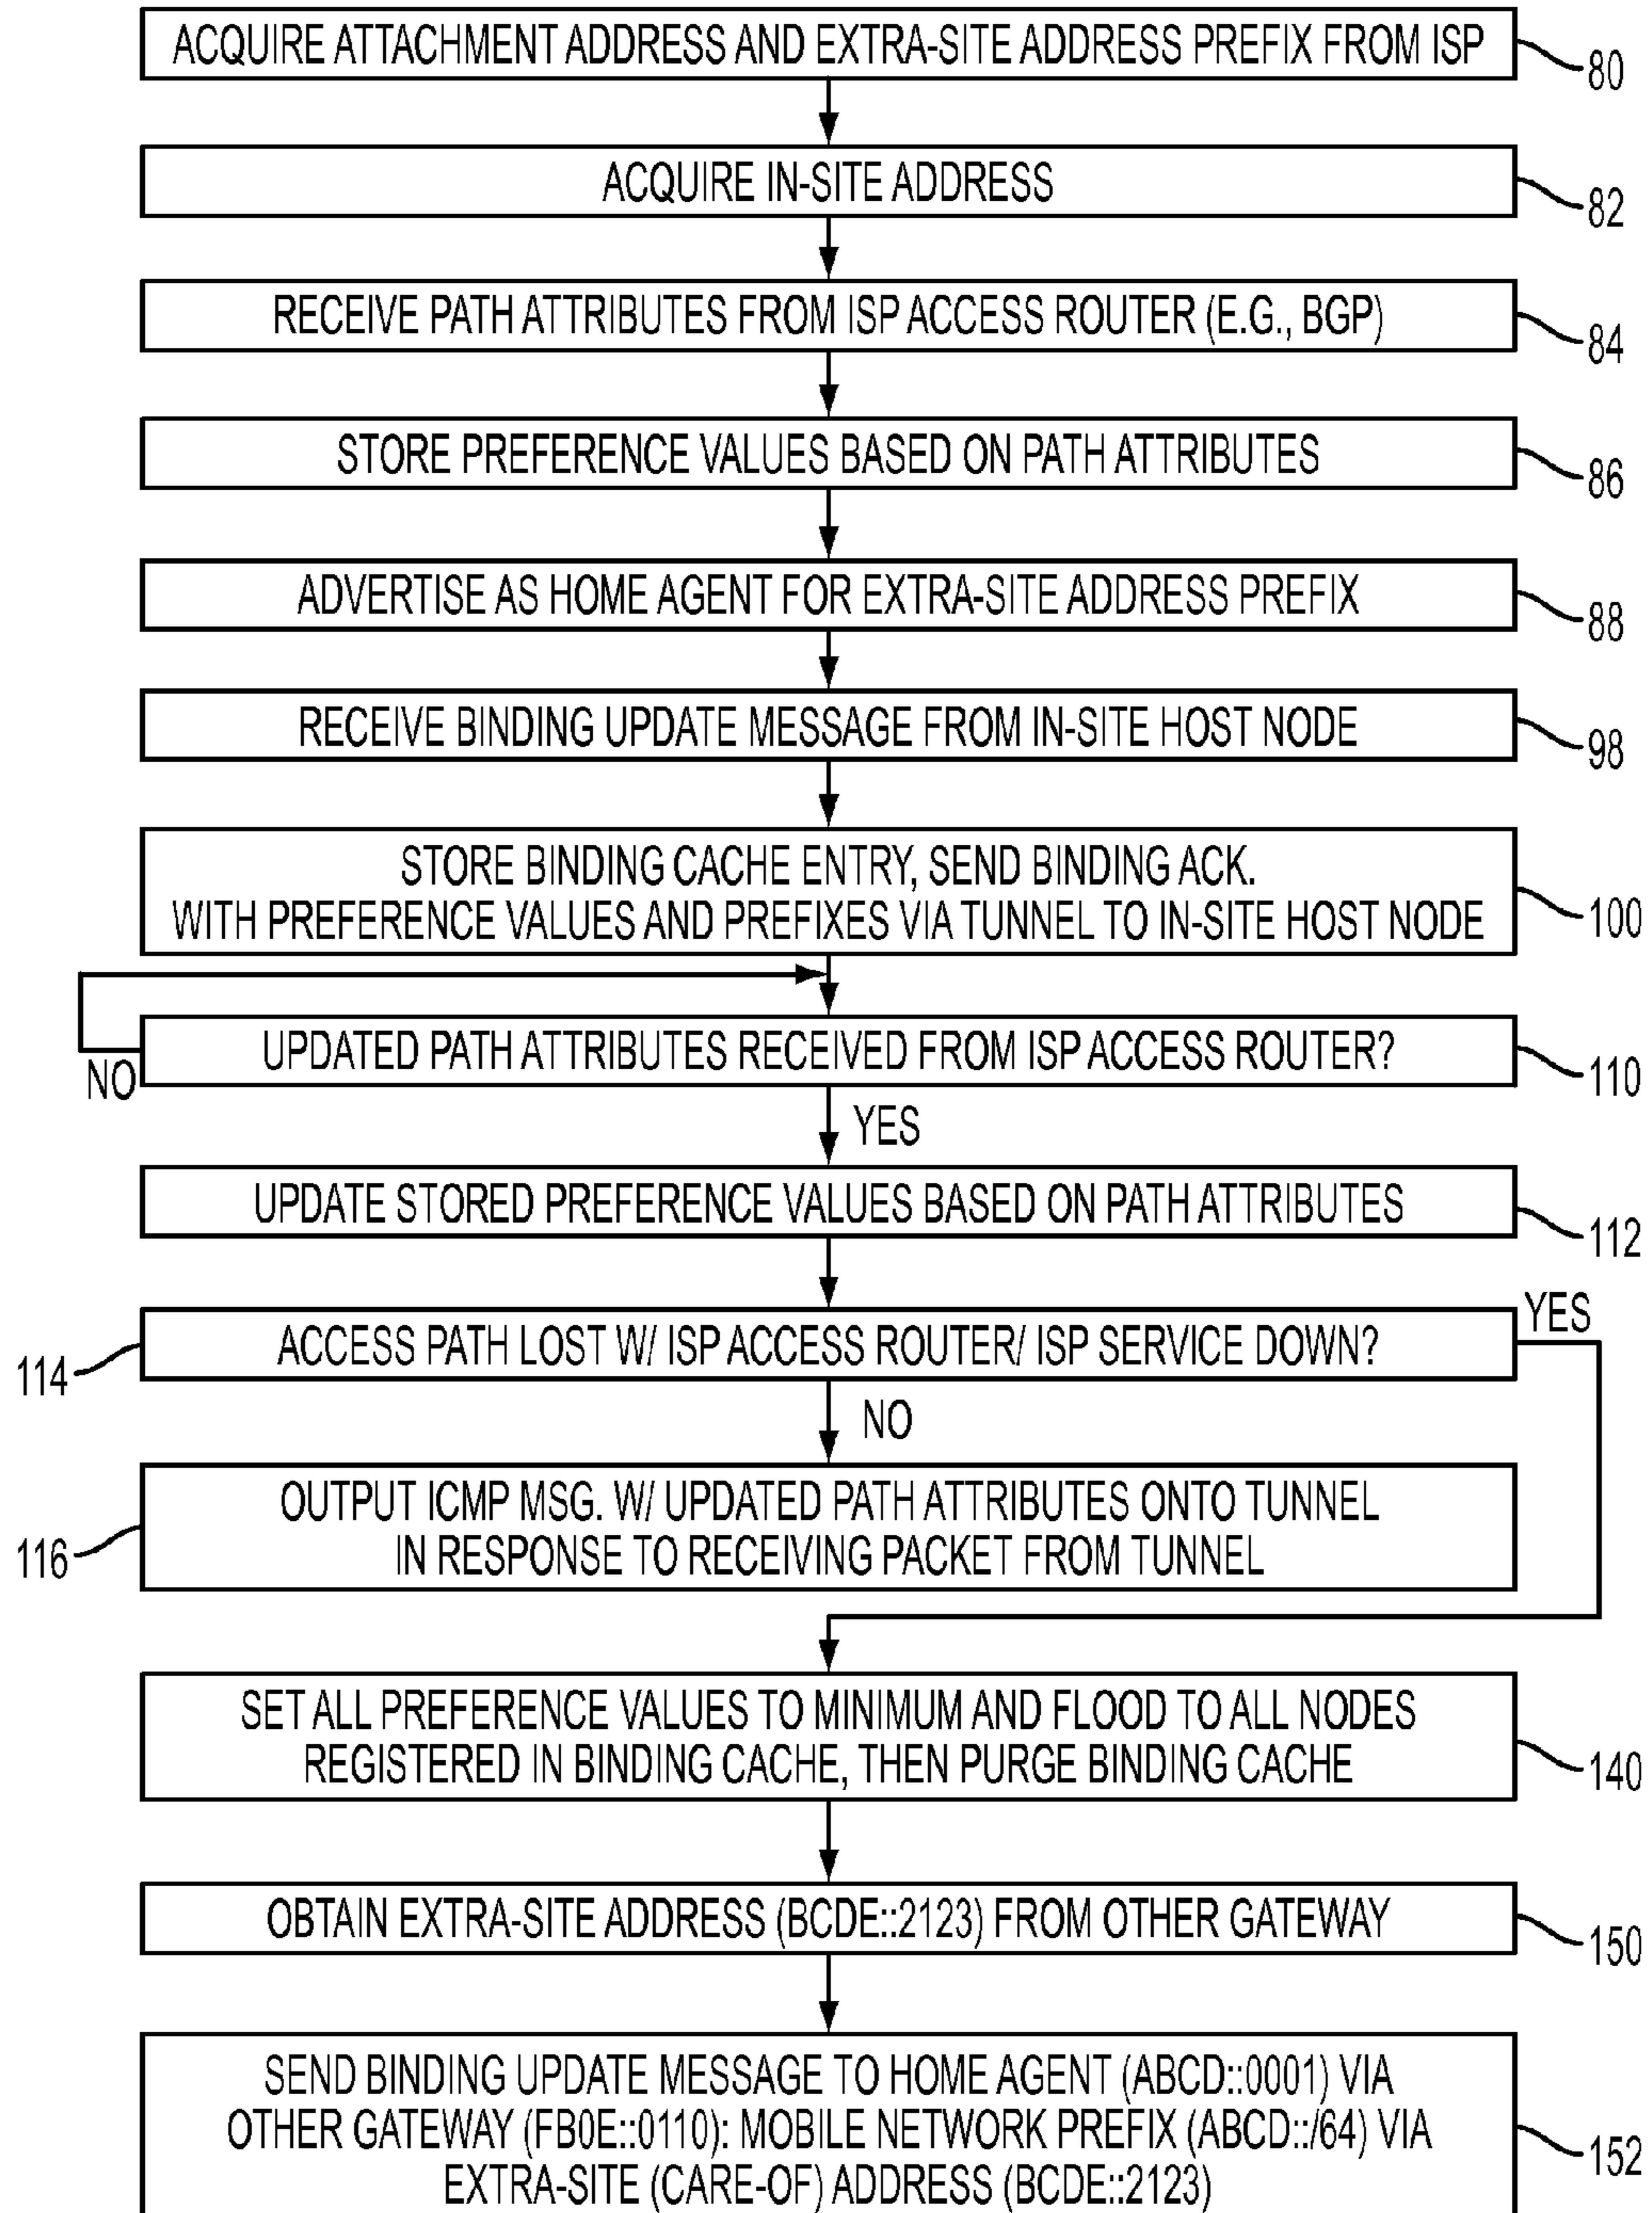 ACQUIRE ATTACHMENT ADDRESS AND EXTRA-SITE ADDRESS PREFIX FROM ISP
80
ACQUIRE IN-SITE ADDRESS
82
RECEIVE PATH ATTRIBUTES FROM ISP ACCESS ROUTER (E.G., BGP)
84
STORE PREFERENCE VALUES BASED ON PATH ATTRIBUTES
86
ADVERTISE AS HOME AGENT FOR EXTRA-SITE ADDRESS PREFIX
88
RECEIVE BINDING UPDATE MESSAGE FROM IN-SITE HOST NODE
98
STORE BINDING CACHE ENTRY, SEND BINDING ACK.
WITH PREFERENCE VALUES AND PREFIXES VIA TUNNEL TO IN-SITE HOST NODE
100
UPDATED PATH ATTRIBUTES RECEIVED FROM ISP ACCESS ROUTER?
NO
110
YES
UPDATE STORED PREFERENCE VALUES BASED ON PATH ATTRIBUTES
112
YES
ACCESS PATH LOST W/ ISP ACCESS ROUTER/ ISP SERVICE DOWN?
114
NO
OUTPUT ICMP MSG. W/ UPDATED PATH ATTRIBUTES ONTO TUNNEL
IN RESPONSE TO RECEIVING PACKET FROM TUNNEL
116
SET ALL PREFERENCE VALUES TO MINIMUM AND FLOOD TO ALL NODES
REGISTERED IN BINDING CACHE, THEN PURGE BINDING CACHE
140
OBTAIN EXTRA-SITE ADDRESS (BCDE::2123) FROM OTHER GATEWAY
150
SEND BINDING UPDATE MESSAGE TO HOME AGENT (ABCD::0001) VIA
OTHER GATEWAY (FB0E::0110): MOBILE NETWORK PREFIX (ABCD::/64) VIA
EXTRA-SITE (CARE-OF) ADDRESS (BCDE::2123)
152